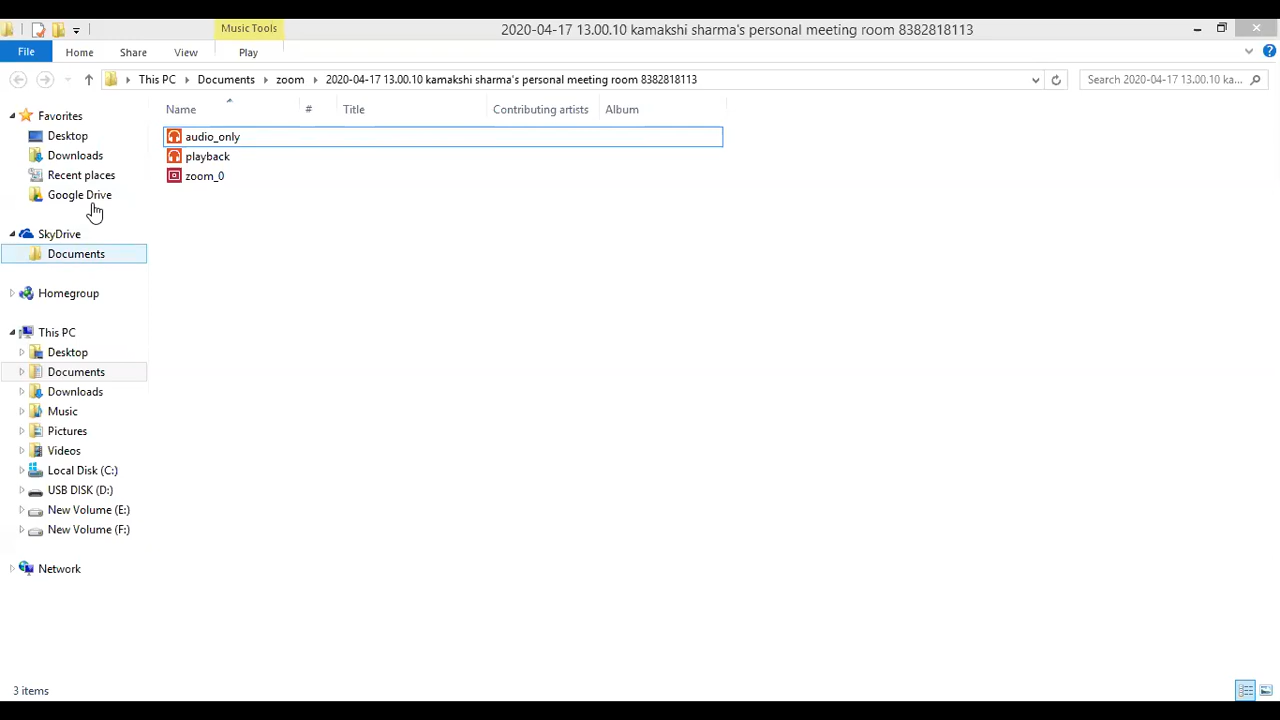 Music Tools
2020-04-17 13.00.10 kamakshi sharma's personal meeting room 8382818113
File Home Share View Play
This PC Documents zoom 2020-04-17 13.00.10 kamakshi sharma's personal meeting room 8382818113
Search 2020-04-17 13.00.10 ka...
Name # Title Contributing artists Album
audio_only
playback
zoom_0
Favorites
Desktop
Downloads
Recent places
Google Drive
SkyDrive
Documents
Homegroup
This PC
Desktop
Documents
Downloads
Music
Pictures
Videos
Local Disk (C:)
USB DISK (D:)
New Volume (E:)
New Volume (F:)
Network
3 items